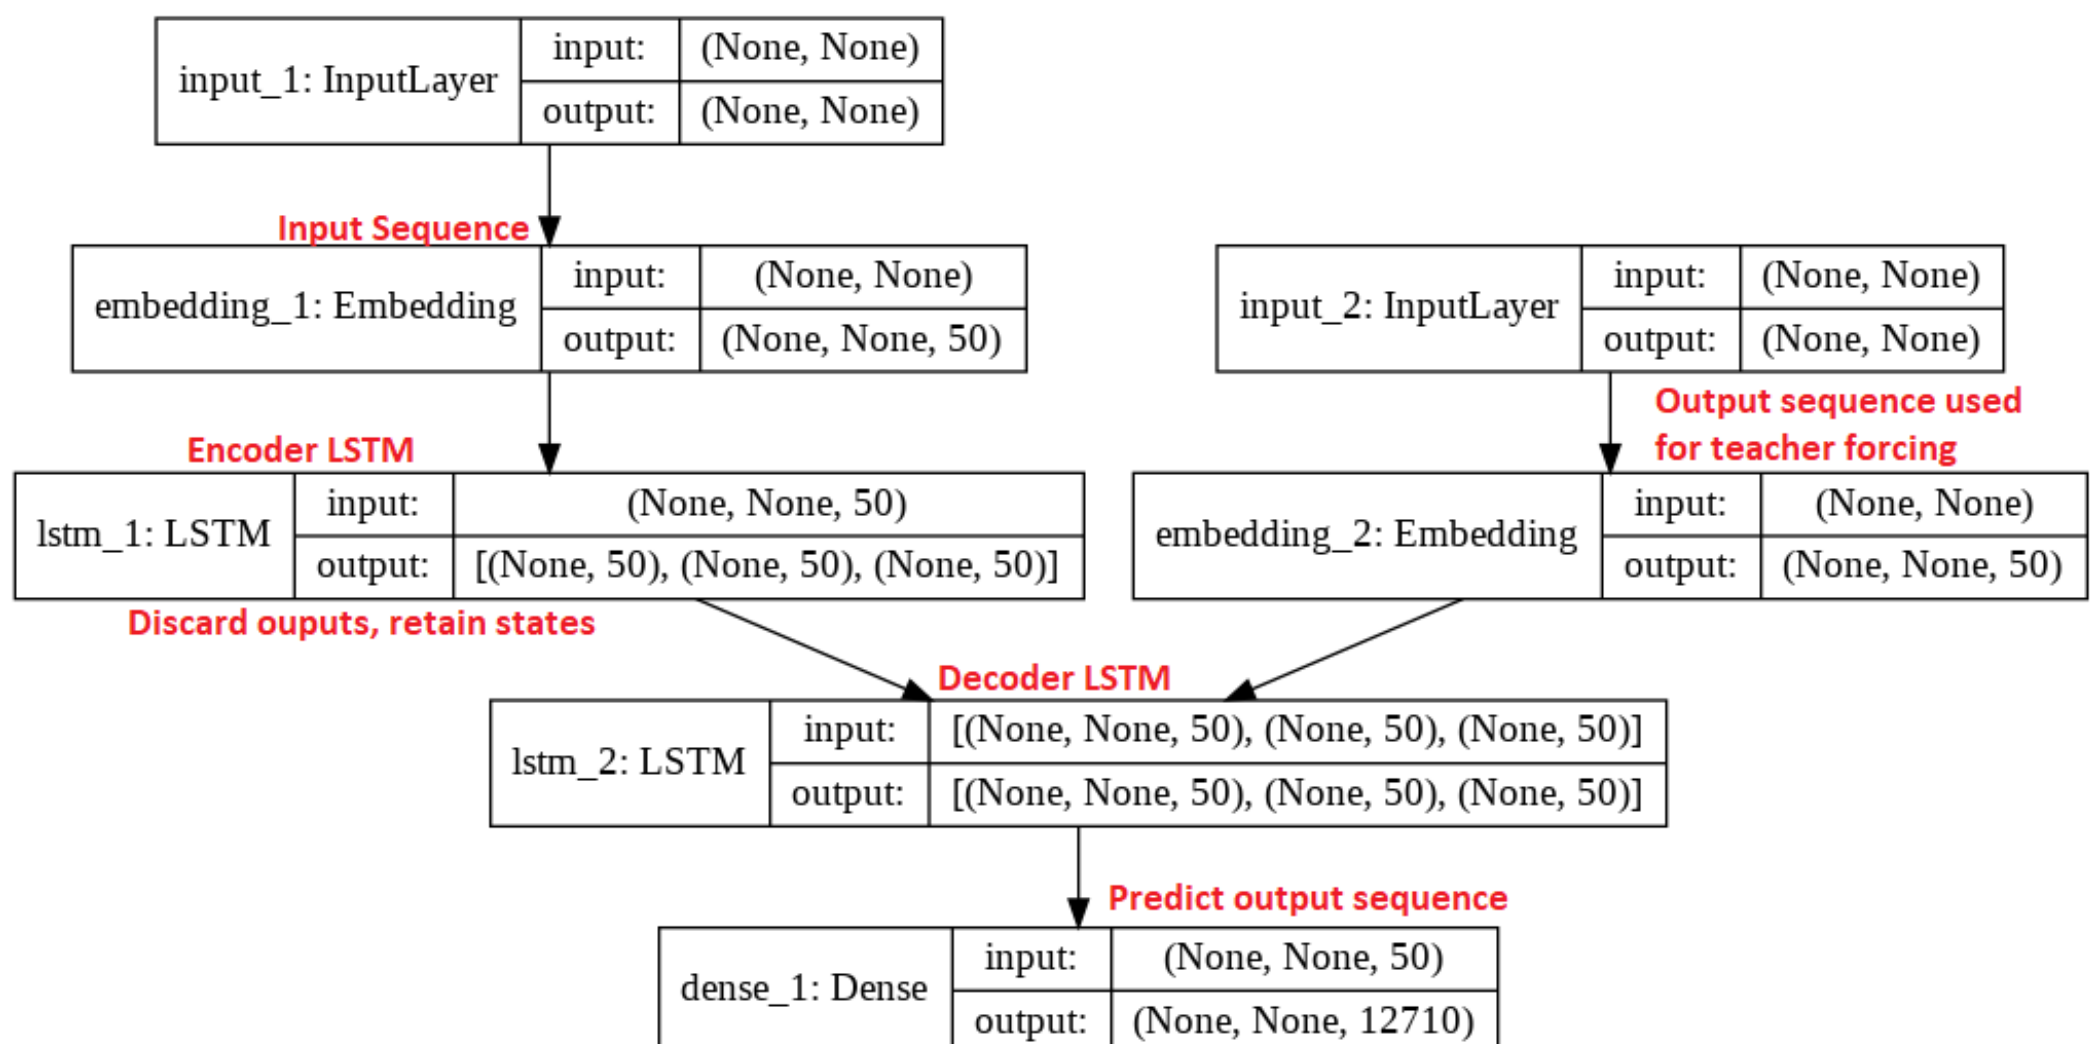 input_1: InputLayer
input:
(None, None)
output:
(None, None)
Input Sequence
embedding_1: Embedding
input:
(None, None)
output:
(None, None, 50)
input_2: InputLayer
input:
(None, None)
output:
(None, None)
Output sequence used
for teacher forcing
Encoder LSTM
lstm_1: LSTM
input:
(None, None, 50)
output:
[(None, 50), (None, 50), (None, 50)]
Discard ouputs, retain states
embedding_2: Embedding
input:
(None, None)
output:
(None, None, 50)
Decoder LSTM
lstm_2: LSTM
input:
[(None, None, 50), (None, 50), (None, 50)]
output:
[(None, None, 50), (None, 50), (None, 50)]
Predict output sequence
dense_1: Dense
input:
(None, None, 50)
output:
(None, None, 12710)